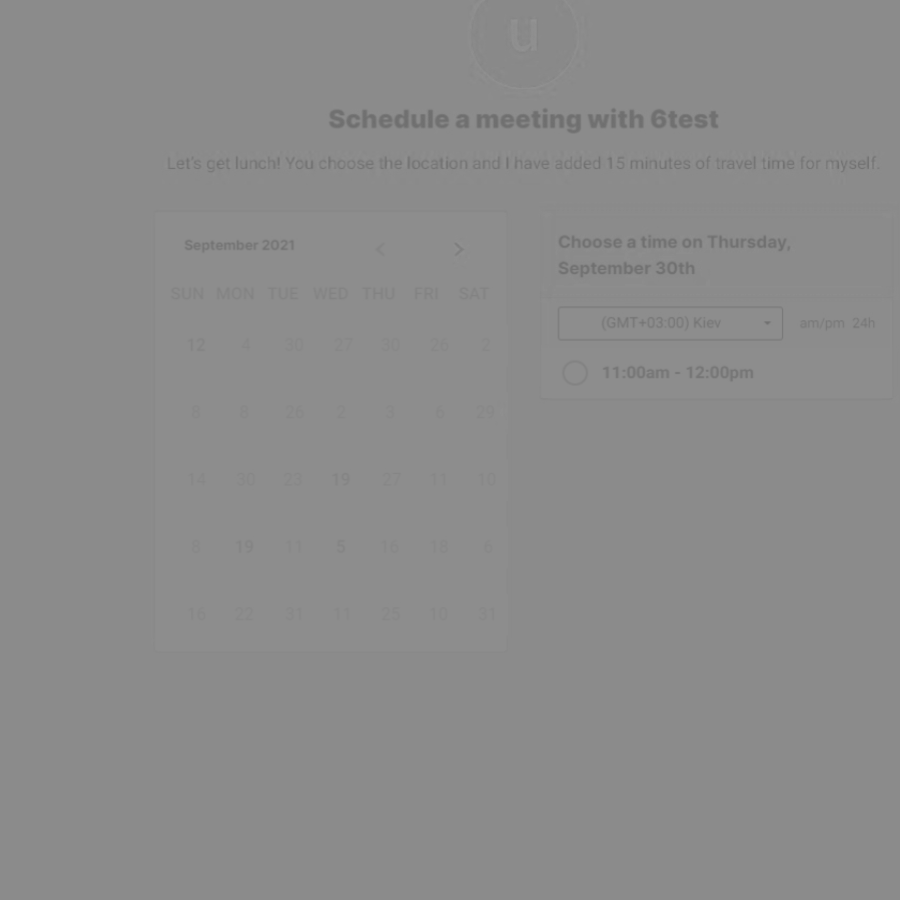 u
Schedule a meeting with 6test
Let's get lunch! You choose the location and I have added 15 minutes of travel time for myself.
September 2021
SUN MON TUE WED THU FRI SAT
12 4 30 27 30 26 2
8 8 26 2 3 6 29
14 30 23 19 27 11 10
8 19 11 5 16 18 6
16 22 31 11 25 10 31
Choose a time on Thursday,
September 30th
(GMT+03:00) Kiev am/pm 24h
11:00am - 12:00pm